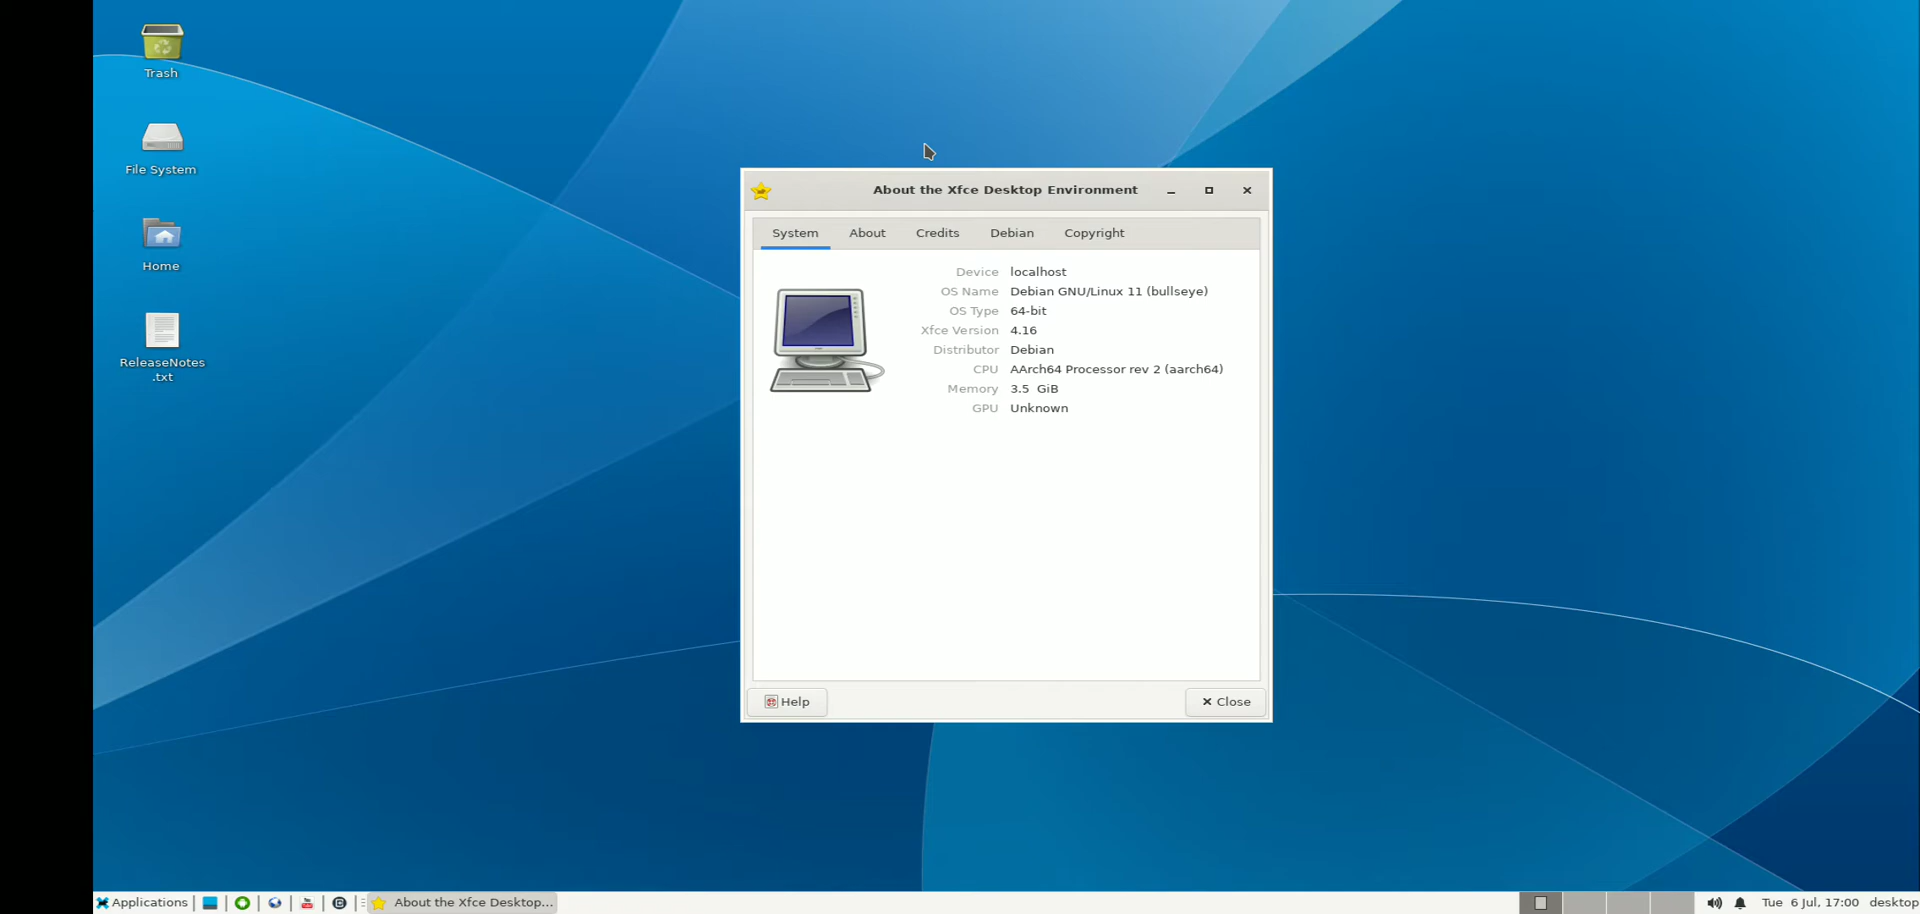 Trash
File System
Home
ReleaseNotes
.txt
About the Xfce Desktop Environment
System About Credits Debian Copyright
Device localhost
OS Name Debian GNU/Linux 11 (bullseye)
OS Type 64-bit
Xfce Version 4.16
Distributor Debian
CPU AArch64 Processor rev 2 (aarch64)
Memory 3.5 GiB
GPU Unknown
Help Close
Applications About the Xfce Desktop... Tue 6 Jul, 17:00 desktop